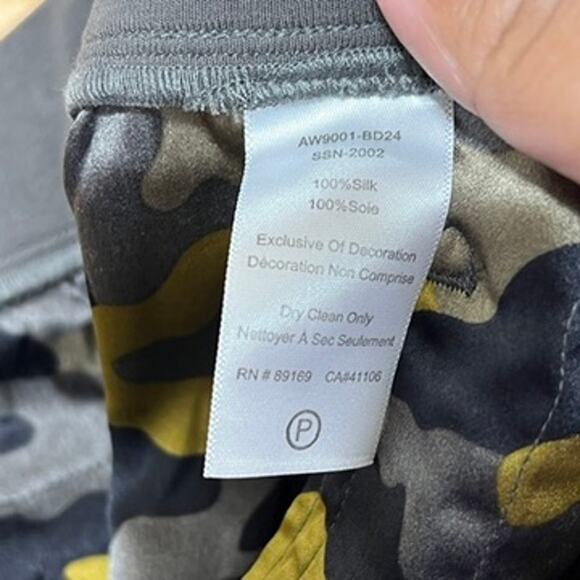 AW9001-BD24
SSN-2002
100%Silk
100%Soie
Exclusive Of Decoration
Décoration Non Comprise
Dry Clean Only
Nettoyer À Sec Seulement
RN # 89169 CA#41106
P